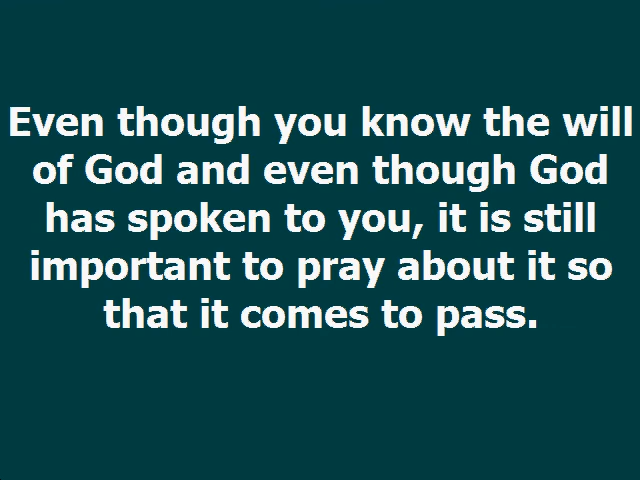 Even though you know the will
of God and even though God
has spoken to you, it is still
important to pray about it so
that it comes to pass.